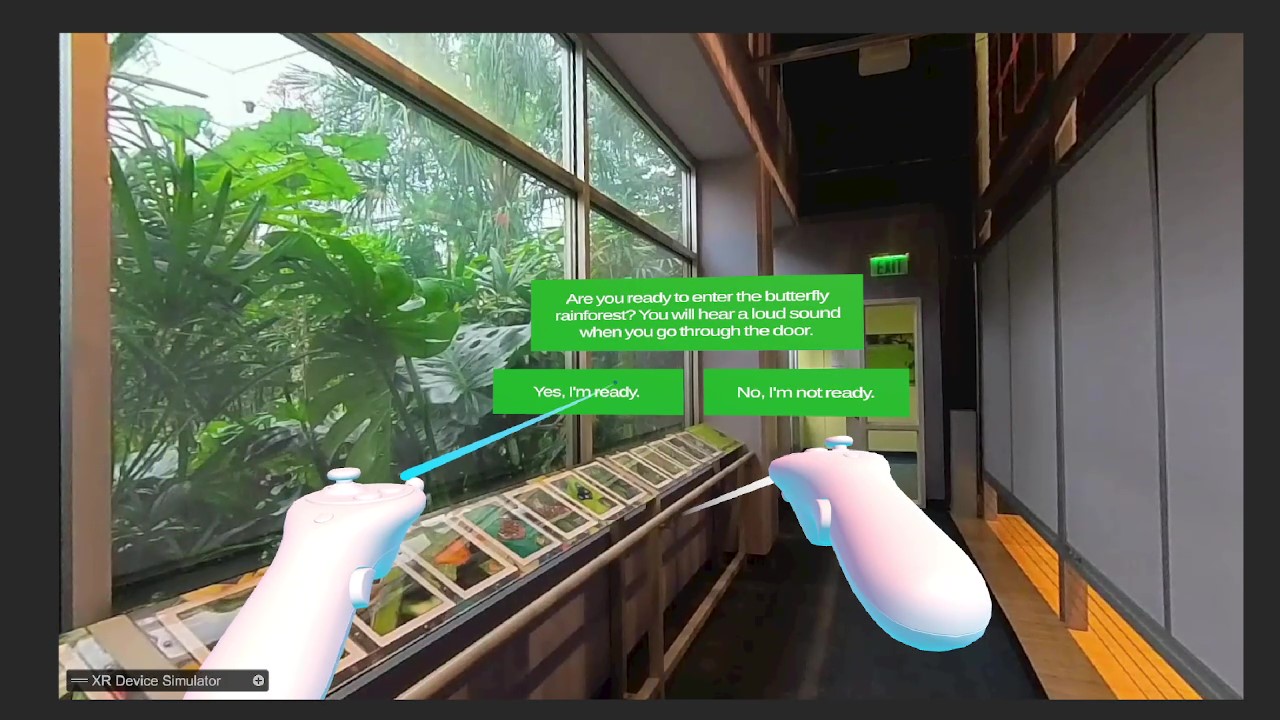 EXIT
Are you ready to enter the butterfly
rainforest? You will hear a loud sound
when you go through the door.
Yes, I'm ready.
No, I'm not ready.
XR Device Simulator